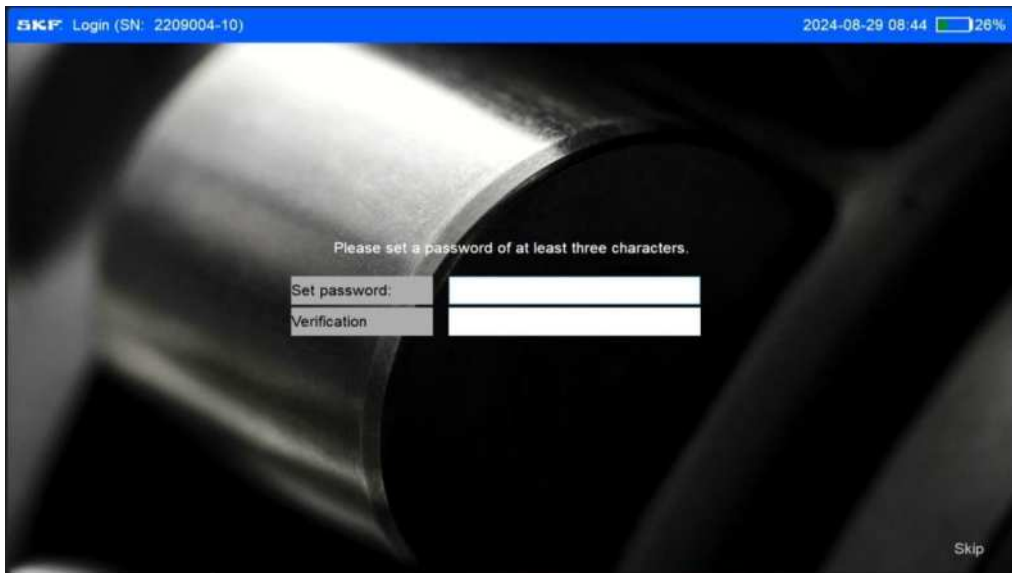 SKF. Login (SN: 2209004-10) 2024-08-29 08:44 26%
Please set a password of at least three characters.
Set password:
Verification
Skip